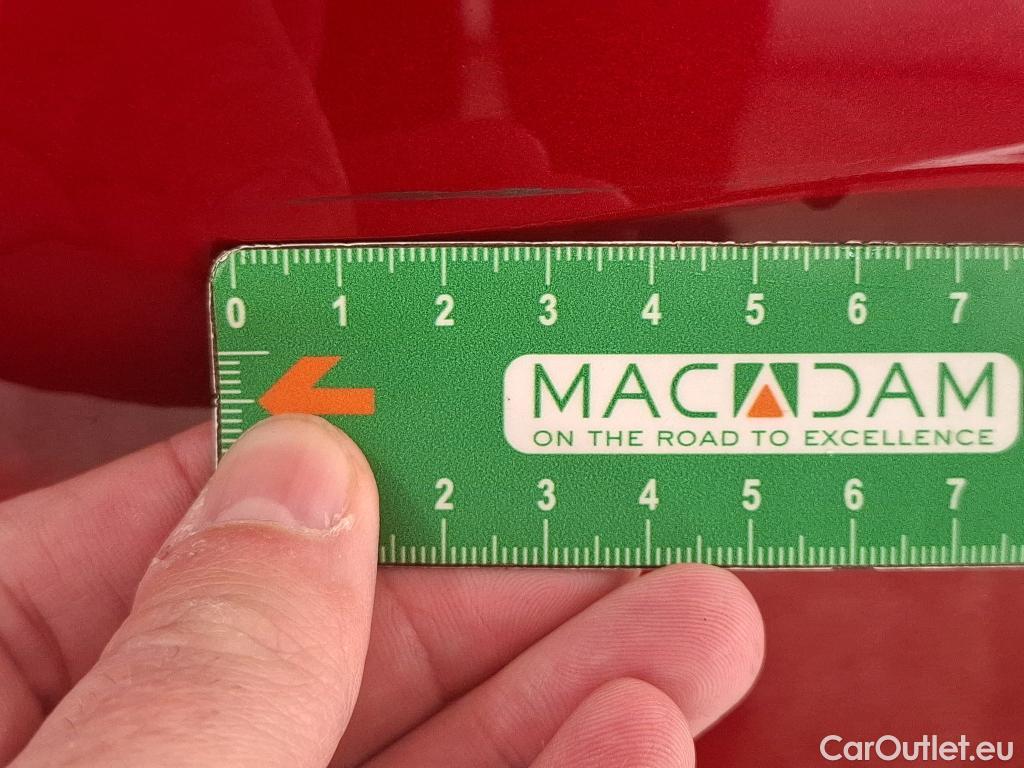 0 1 2 3 4 5 6 7
MACADAM
ON THE ROAD TO EXCELLENCE
2 3 4 5 6 7
CarOutlet.eu